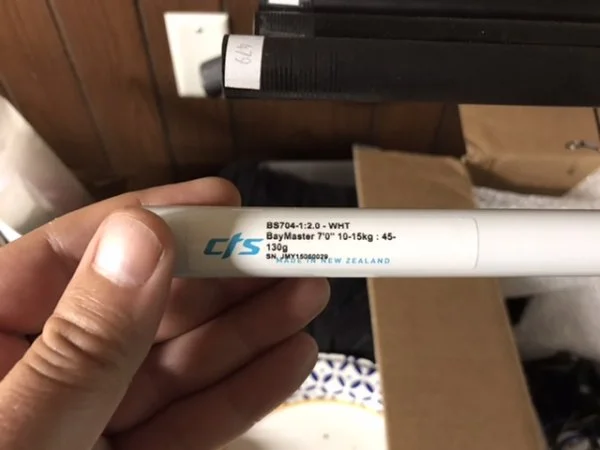 479
BS704-1:2.0 - WHT
BayMaster 7'0" 10-15kg : 45-
130g
cts
SN. JMY15060029
MADE IN NEW ZEALAND